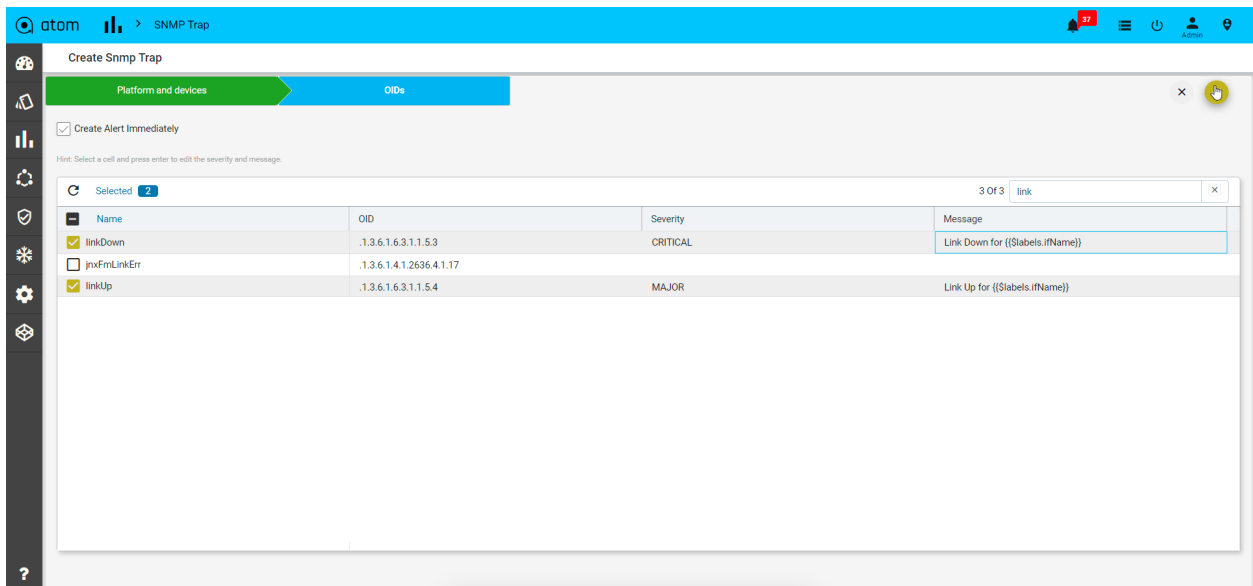 atom > SNMP Trap 37 Admin
Create Snmp Trap
Platform and devices OIDs ×
Create Alert Immediately
Hint: Select a cell and press enter to edit the severity and message.
Selected 2 3 Of 3 link ×
Name OID Severity Message
linkDown .1.3.6.1.6.3.1.1.5.3 CRITICAL Link Down for {{$labels.ifName}}
jnxFmLinkErr .1.3.6.1.4.1.2636.4.1.17
linkUp .1.3.6.1.6.3.1.1.5.4 MAJOR Link Up for {{$labels.ifName}}
?